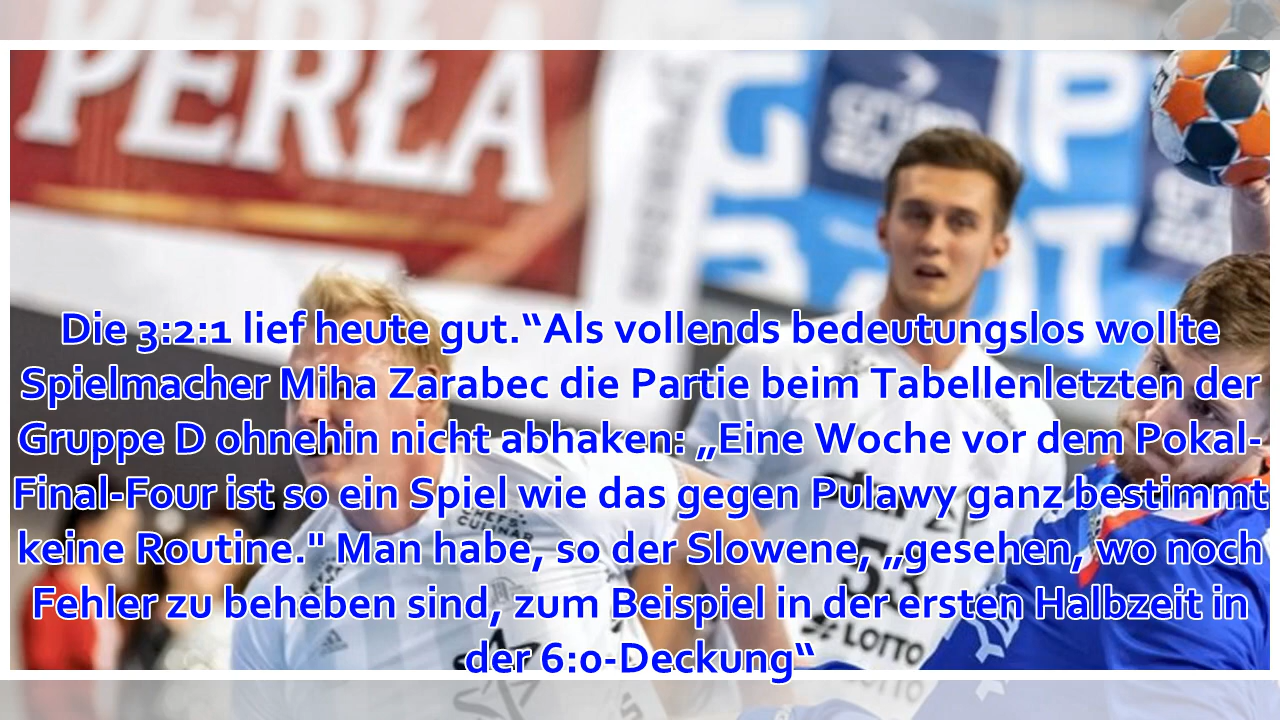 PERŁA
Die 3:2:1 lief heute gut.“Als vollends bedeutungslos wollte
Spielmacher Miha Zarabec die Partie beim Tabellenletzten der
Gruppe D ohnehin nicht abhaken: „Eine Woche vor dem Pokal-
Final-Four ist so ein Spiel wie das gegen Pulawy ganz bestimmt
keine Routine." Man habe, so der Slowene, „gesehen, wo noch
Fehler zu beheben sind, zum Beispiel in der ersten Halbzeit in
der 6:0-Deckung“
53
LOTTO